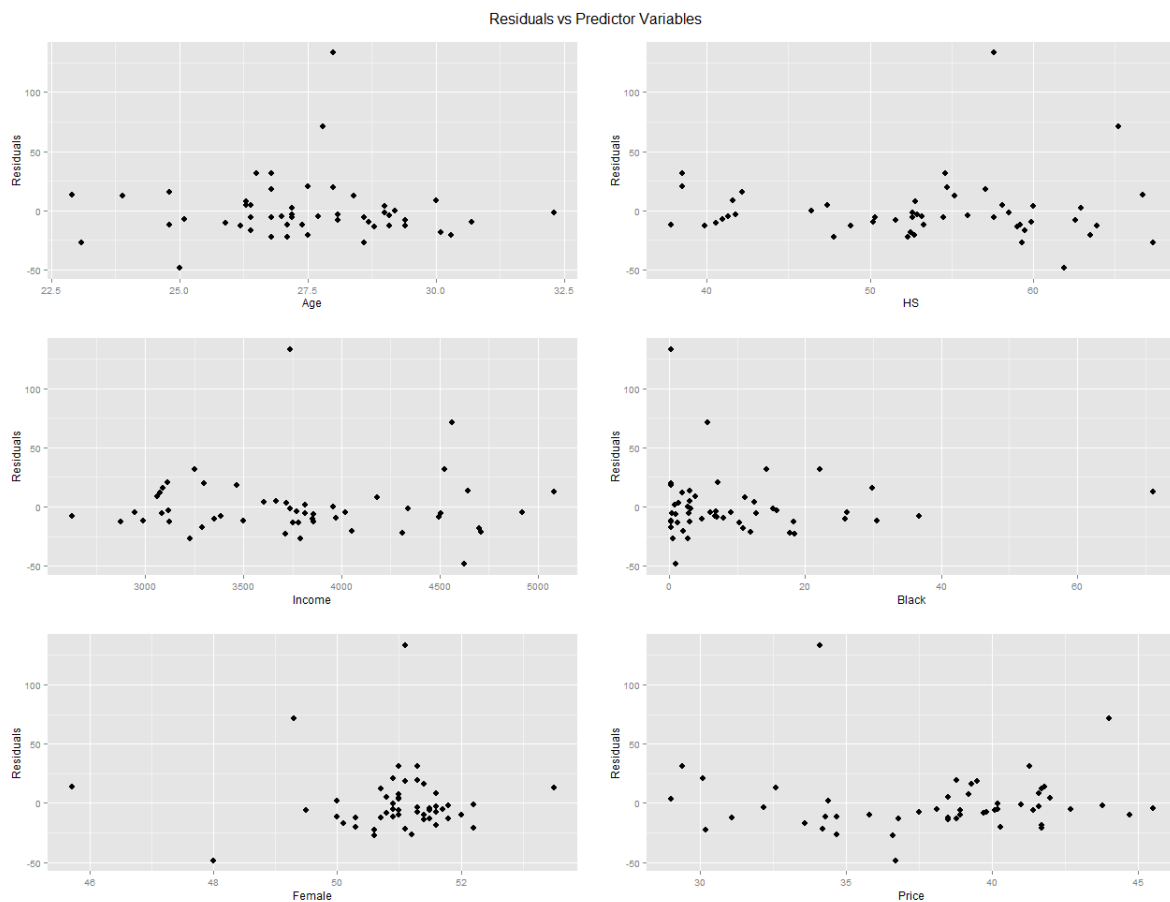 Residuals vs Predictor Variables
Residuals
100
50
0
-50
22.5 25.0 27.5 30.0 32.5
Age
Residuals
100
50
0
-50
40 50 60
HS
Residuals
100
50
0
-50
3000 3500 4000 4500 5000
Income
Residuals
100
50
0
-50
0 20 40 60
Black
Residuals
100
50
0
-50
46 48 50 52
Female
Residuals
100
50
0
-50
30 35 40 45
Price